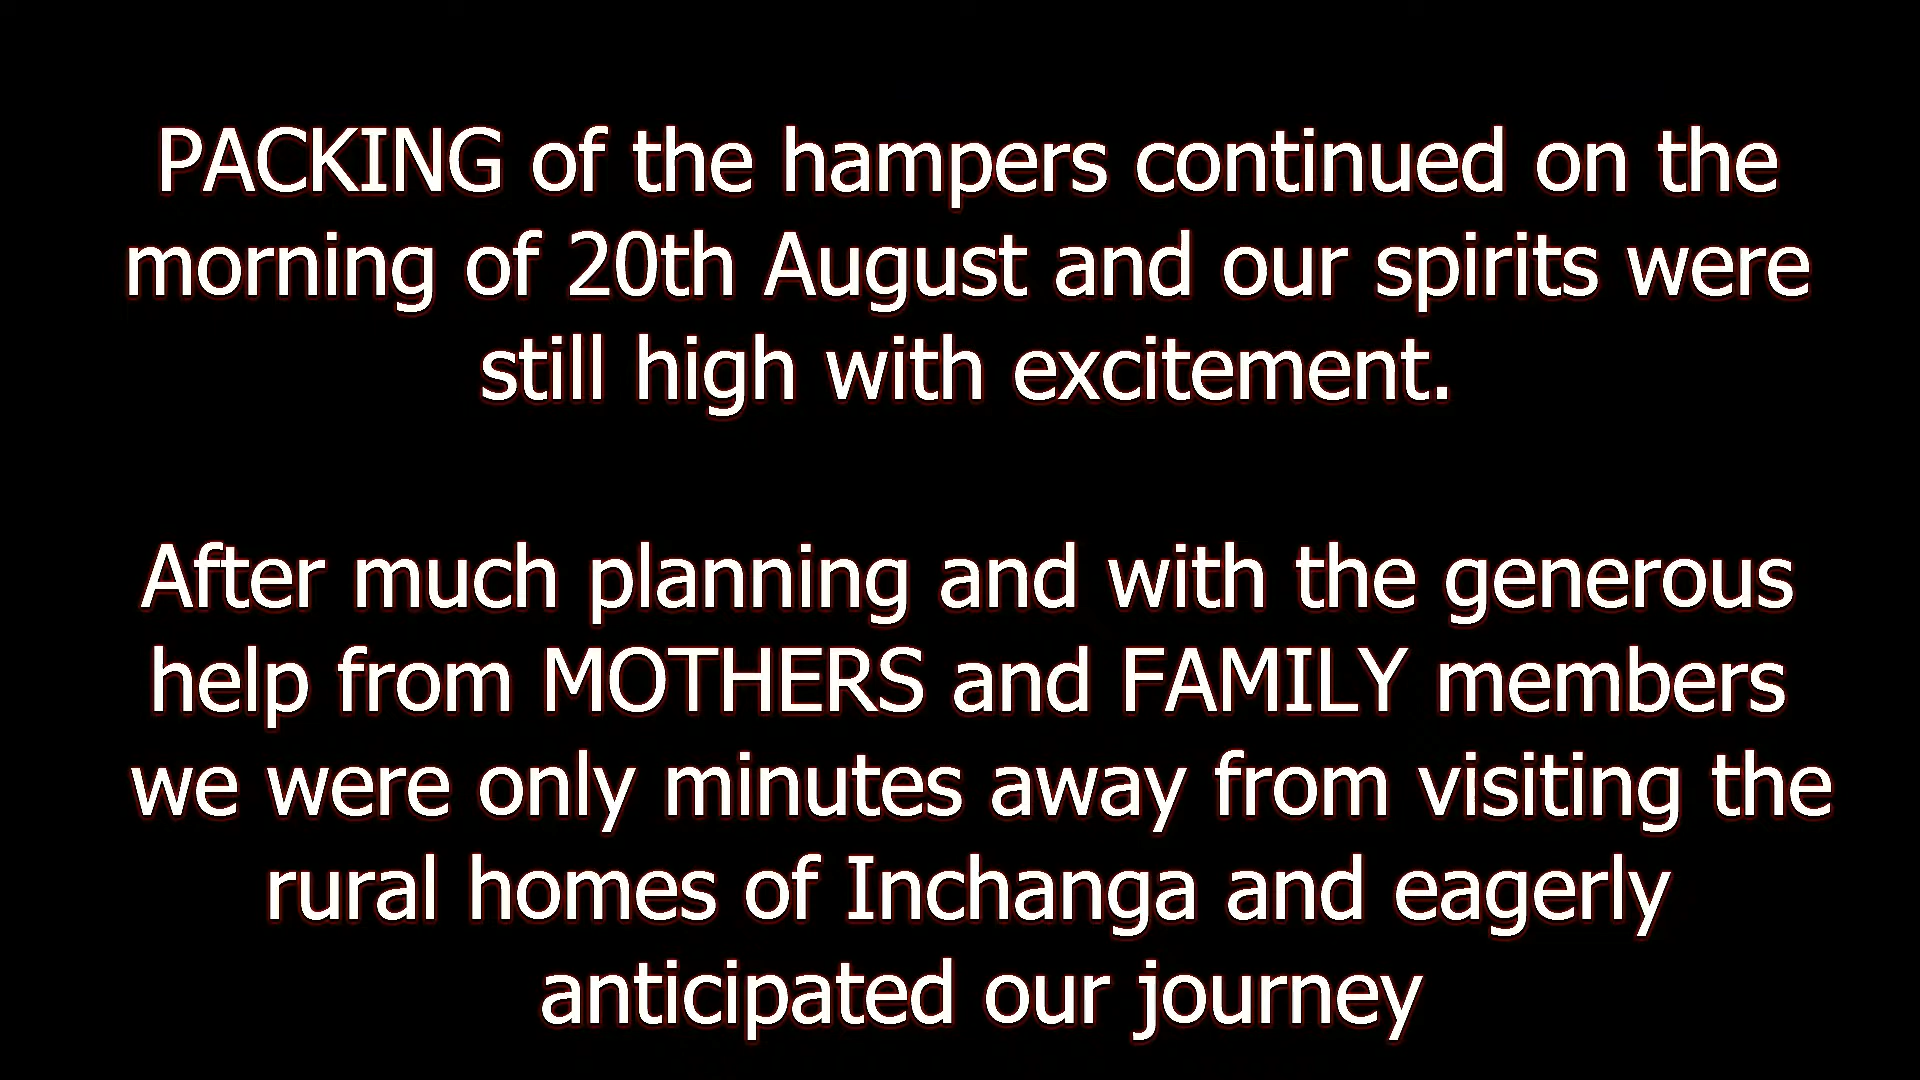 PACKING of the hampers continued on the
morning of 20th August and our spirits were
still high with excitement.
After much planning and with the generous
help from MOTHERS and FAMILY members
we were only minutes away from visiting the
rural homes of Inchanga and eagerly
anticipated our journey